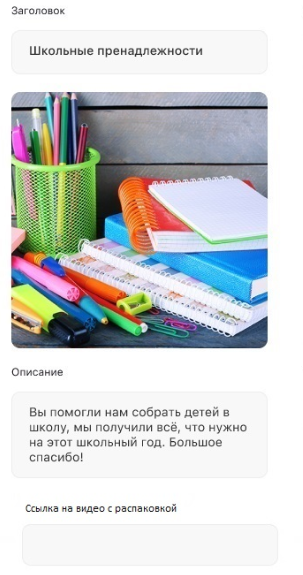 Заголовок
Школьные пренадлежности
Описание
Вы помогли нам собрать детей в
школу, мы получили всё, что нужно
на этот школьный год. Большое
спасибо!
Ссылка на видео с распаковкой